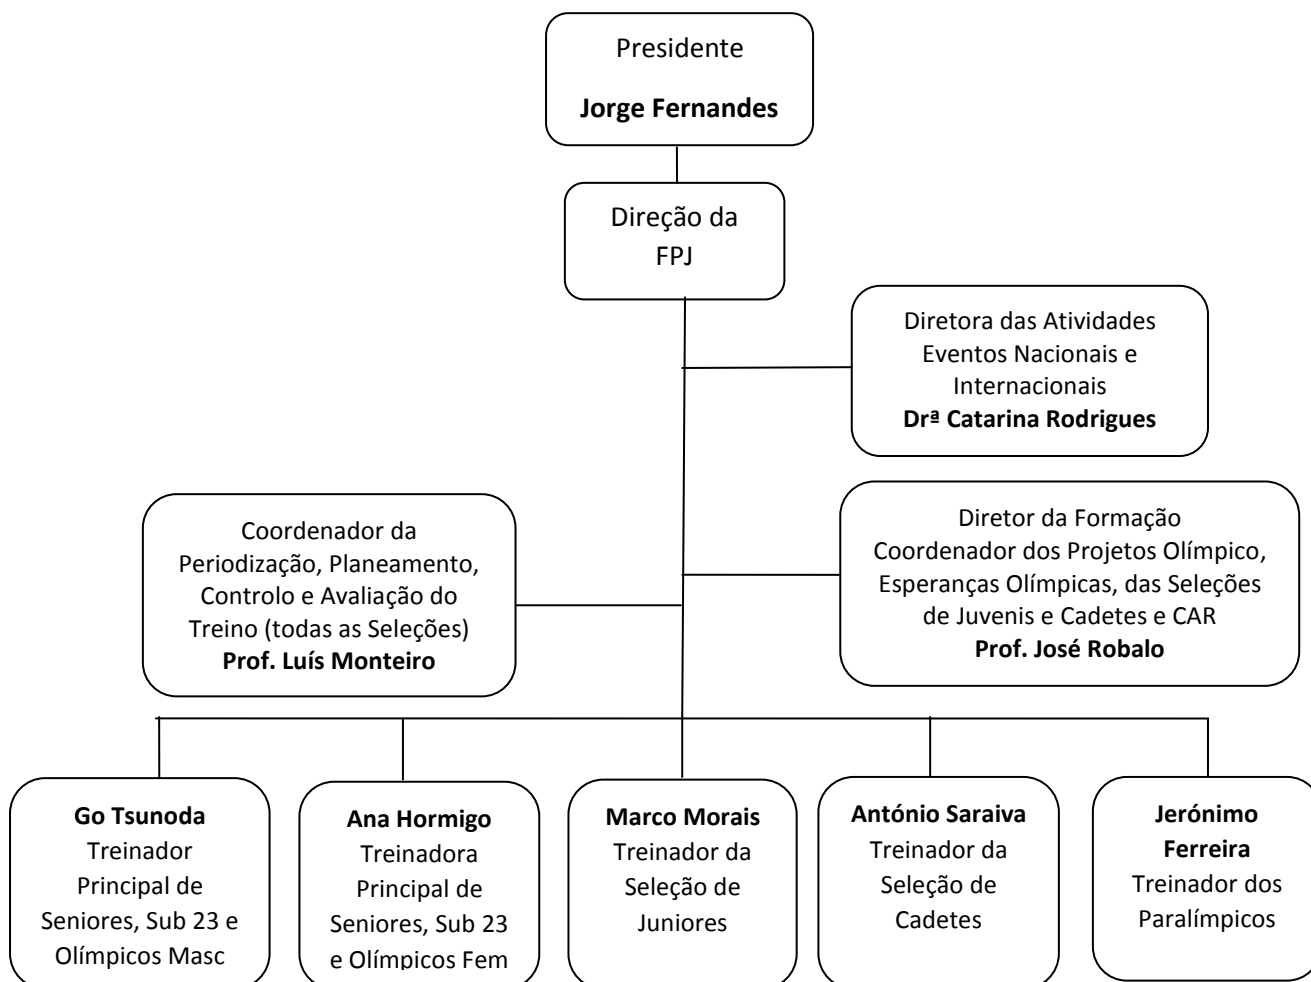 Presidente
Jorge Fernandes
Direção da
FPJ
Diretora das Atividades
Eventos Nacionais e
Internacionais
Drª Catarina Rodrigues
Coordenador da
Periodização, Planeamento,
Controlo e Avaliação do
Treino (todas as Seleções)
Prof. Luís Monteiro
Diretor da Formação
Coordenador dos Projetos Olímpico,
Esperanças Olímpicas, das Seleções
de Juvenis e Cadetes e CAR
Prof. José Robalo
Go Tsunoda
Treinador
Principal de
Seniores, Sub 23 e
Olímpicos Masc
Ana Hormigo
Treinadora
Principal de
Seniores, Sub 23
e Olímpicos Fem
Marco Morais
Treinador da
Seleção de
Juniores
António Saraiva
Treinador da
Seleção de
Cadetes
Jerónimo
Ferreira
Treinador dos
Paralímpicos